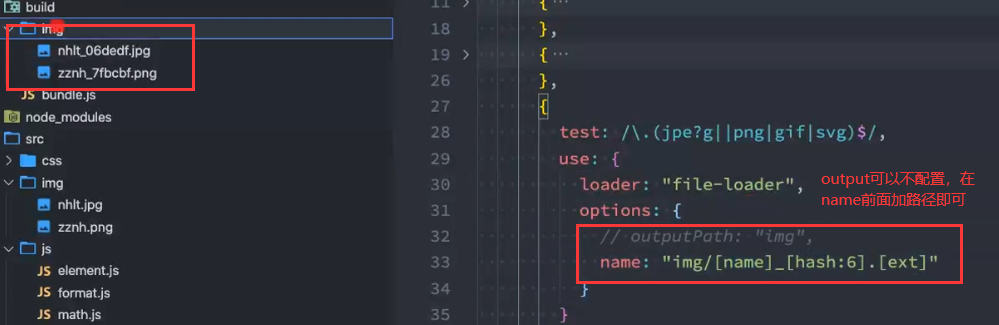 build
img
nhlt_06dedf.jpg
zznh_7fbcbf.png
JS bundle.js
node_modules
src
css
img
nhlt.jpg
zznh.png
js
JS element.js
JS format.js
JS math.js
11 > { ...
18 },
19 > { ...
26 },
27 {
28 test: /\.(jpe?g||png|gif|svg)$/,
29 use: {
30 loader: "file-loader",
31 options: {
32 // outputPath: "img",
33 name: "img/[name]_[hash:6].[ext]"
34 }
35 }
output可以不配置，在
name前面加路径即可